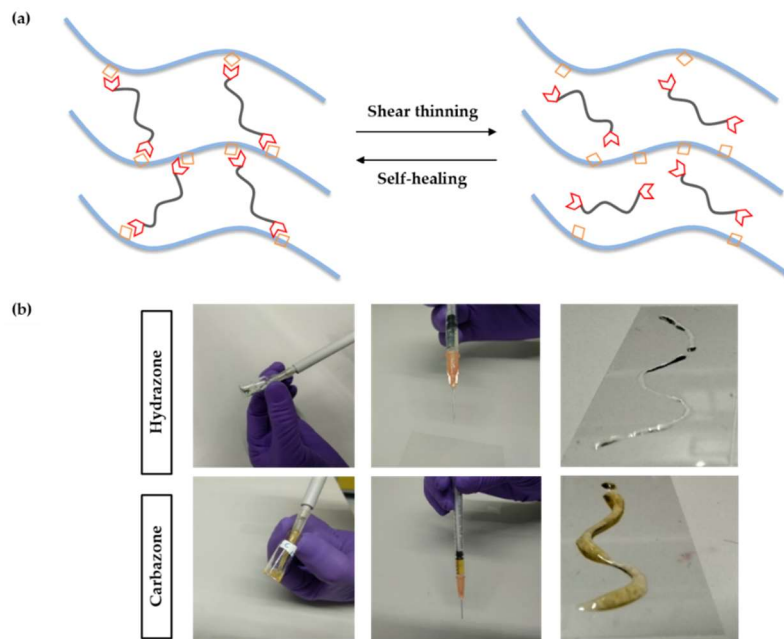 (a)
Shear thinning
Self-healing
(b)
Hydrazone
Carbazone